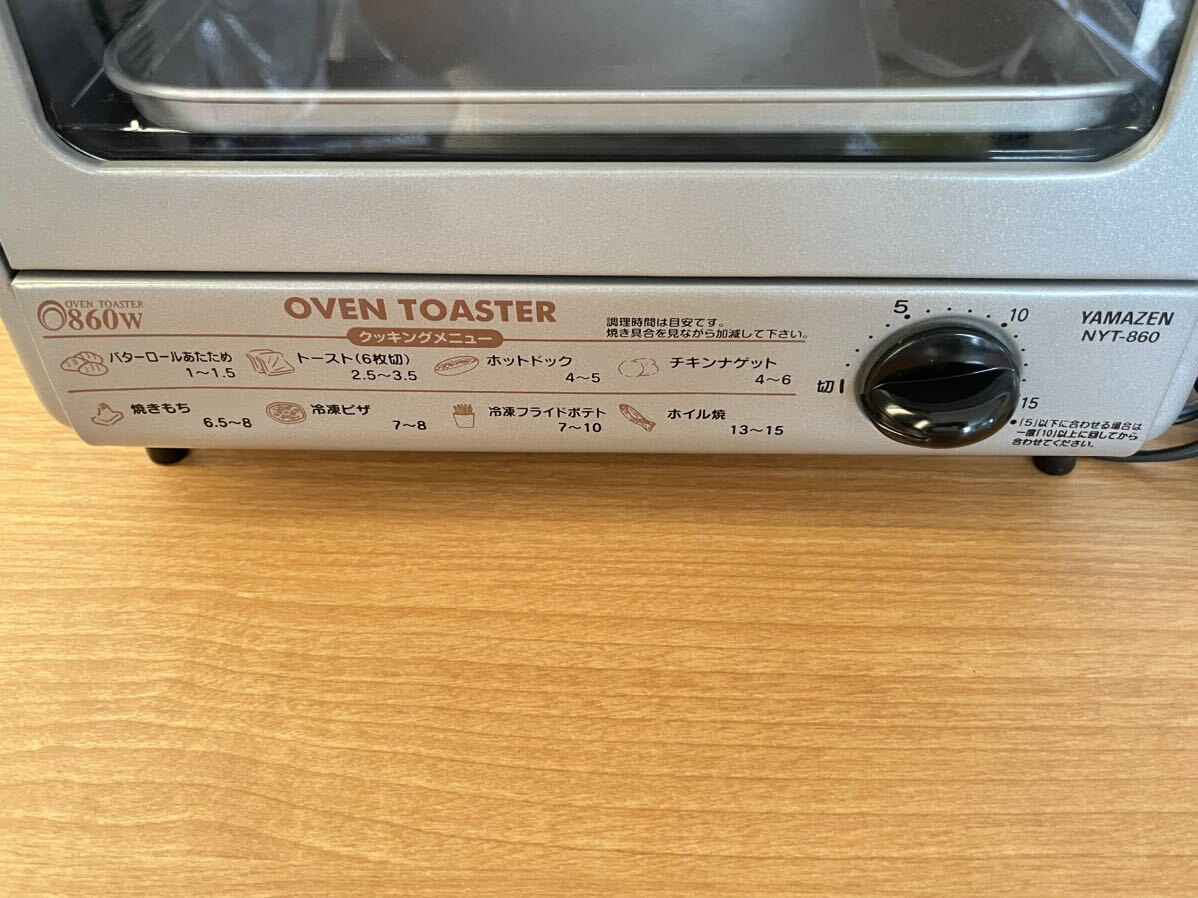 OVEN TOASTER
860W
OVEN TOASTER
クッキングメニュー
調理時間は目安です。
焼き具合を見ながら加減して下さい。
バターロールあたため
1～1.5
トースト(6枚切)
2.5～3.5
ホットドック
4～5
チキンナゲット
4～6
焼きもち
6.5～8
冷凍ピザ
7～8
冷凍フライドポテト
7～10
ホイル焼
13～15
切
5
10
15
YAMAZEN
NYT-860
●「5」以下に合わせる場合は
一度「10」以上に回してから
合わせてください。